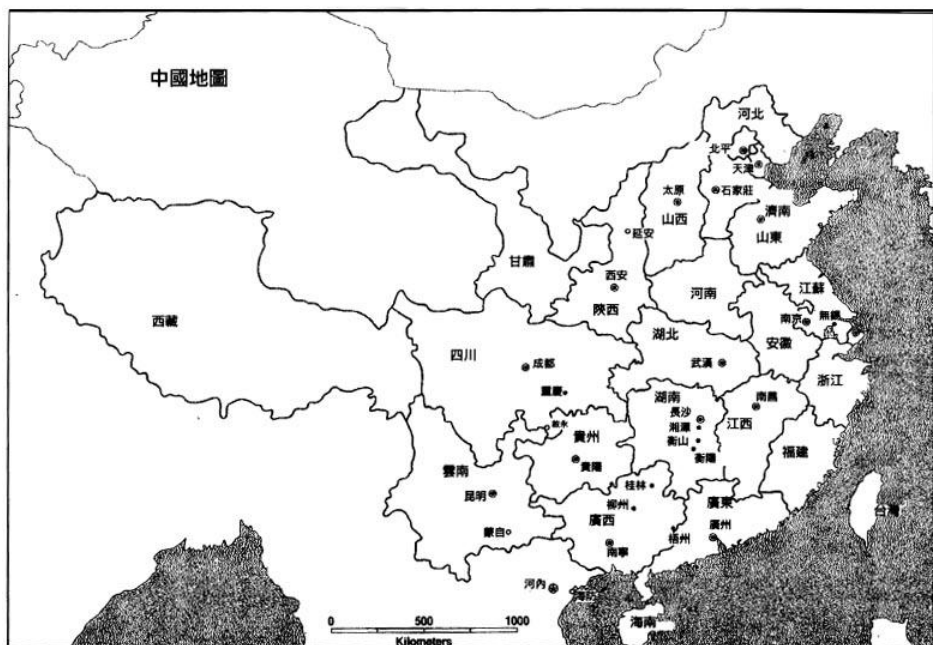 中國地圖
河北
北平
天津
太原
石家莊
山西
濟南
山東
延安
甘肅
西安
陝西
河南
江蘇
南京
無錫
安徽
西藏
四川
成都
重慶
湖北
武漢
浙江
湖南
長沙
湘潭
衡山
衡陽
南昌
江西
福建
敘永
貴州
貴陽
雲南
昆明
蒙自
桂林
柳州
廣西
南寧
梧州
廣東
廣州
台灣
河內
海防
海南
0 500 1000
Kilometers